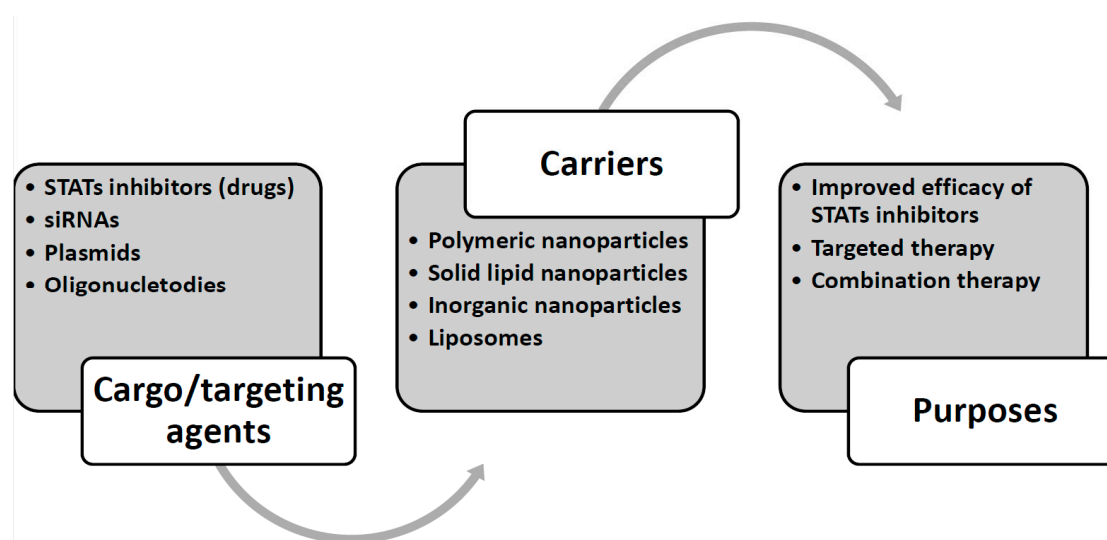 • STATs inhibitors (drugs)
• siRNAs
• Plasmids
• Oligonucletodies
Cargo/targeting
agents
Carriers
• Polymeric nanoparticles
• Solid lipid nanoparticles
• Inorganic nanoparticles
• Liposomes
• Improved efficacy of
STATs inhibitors
• Targeted therapy
• Combination therapy
Purposes